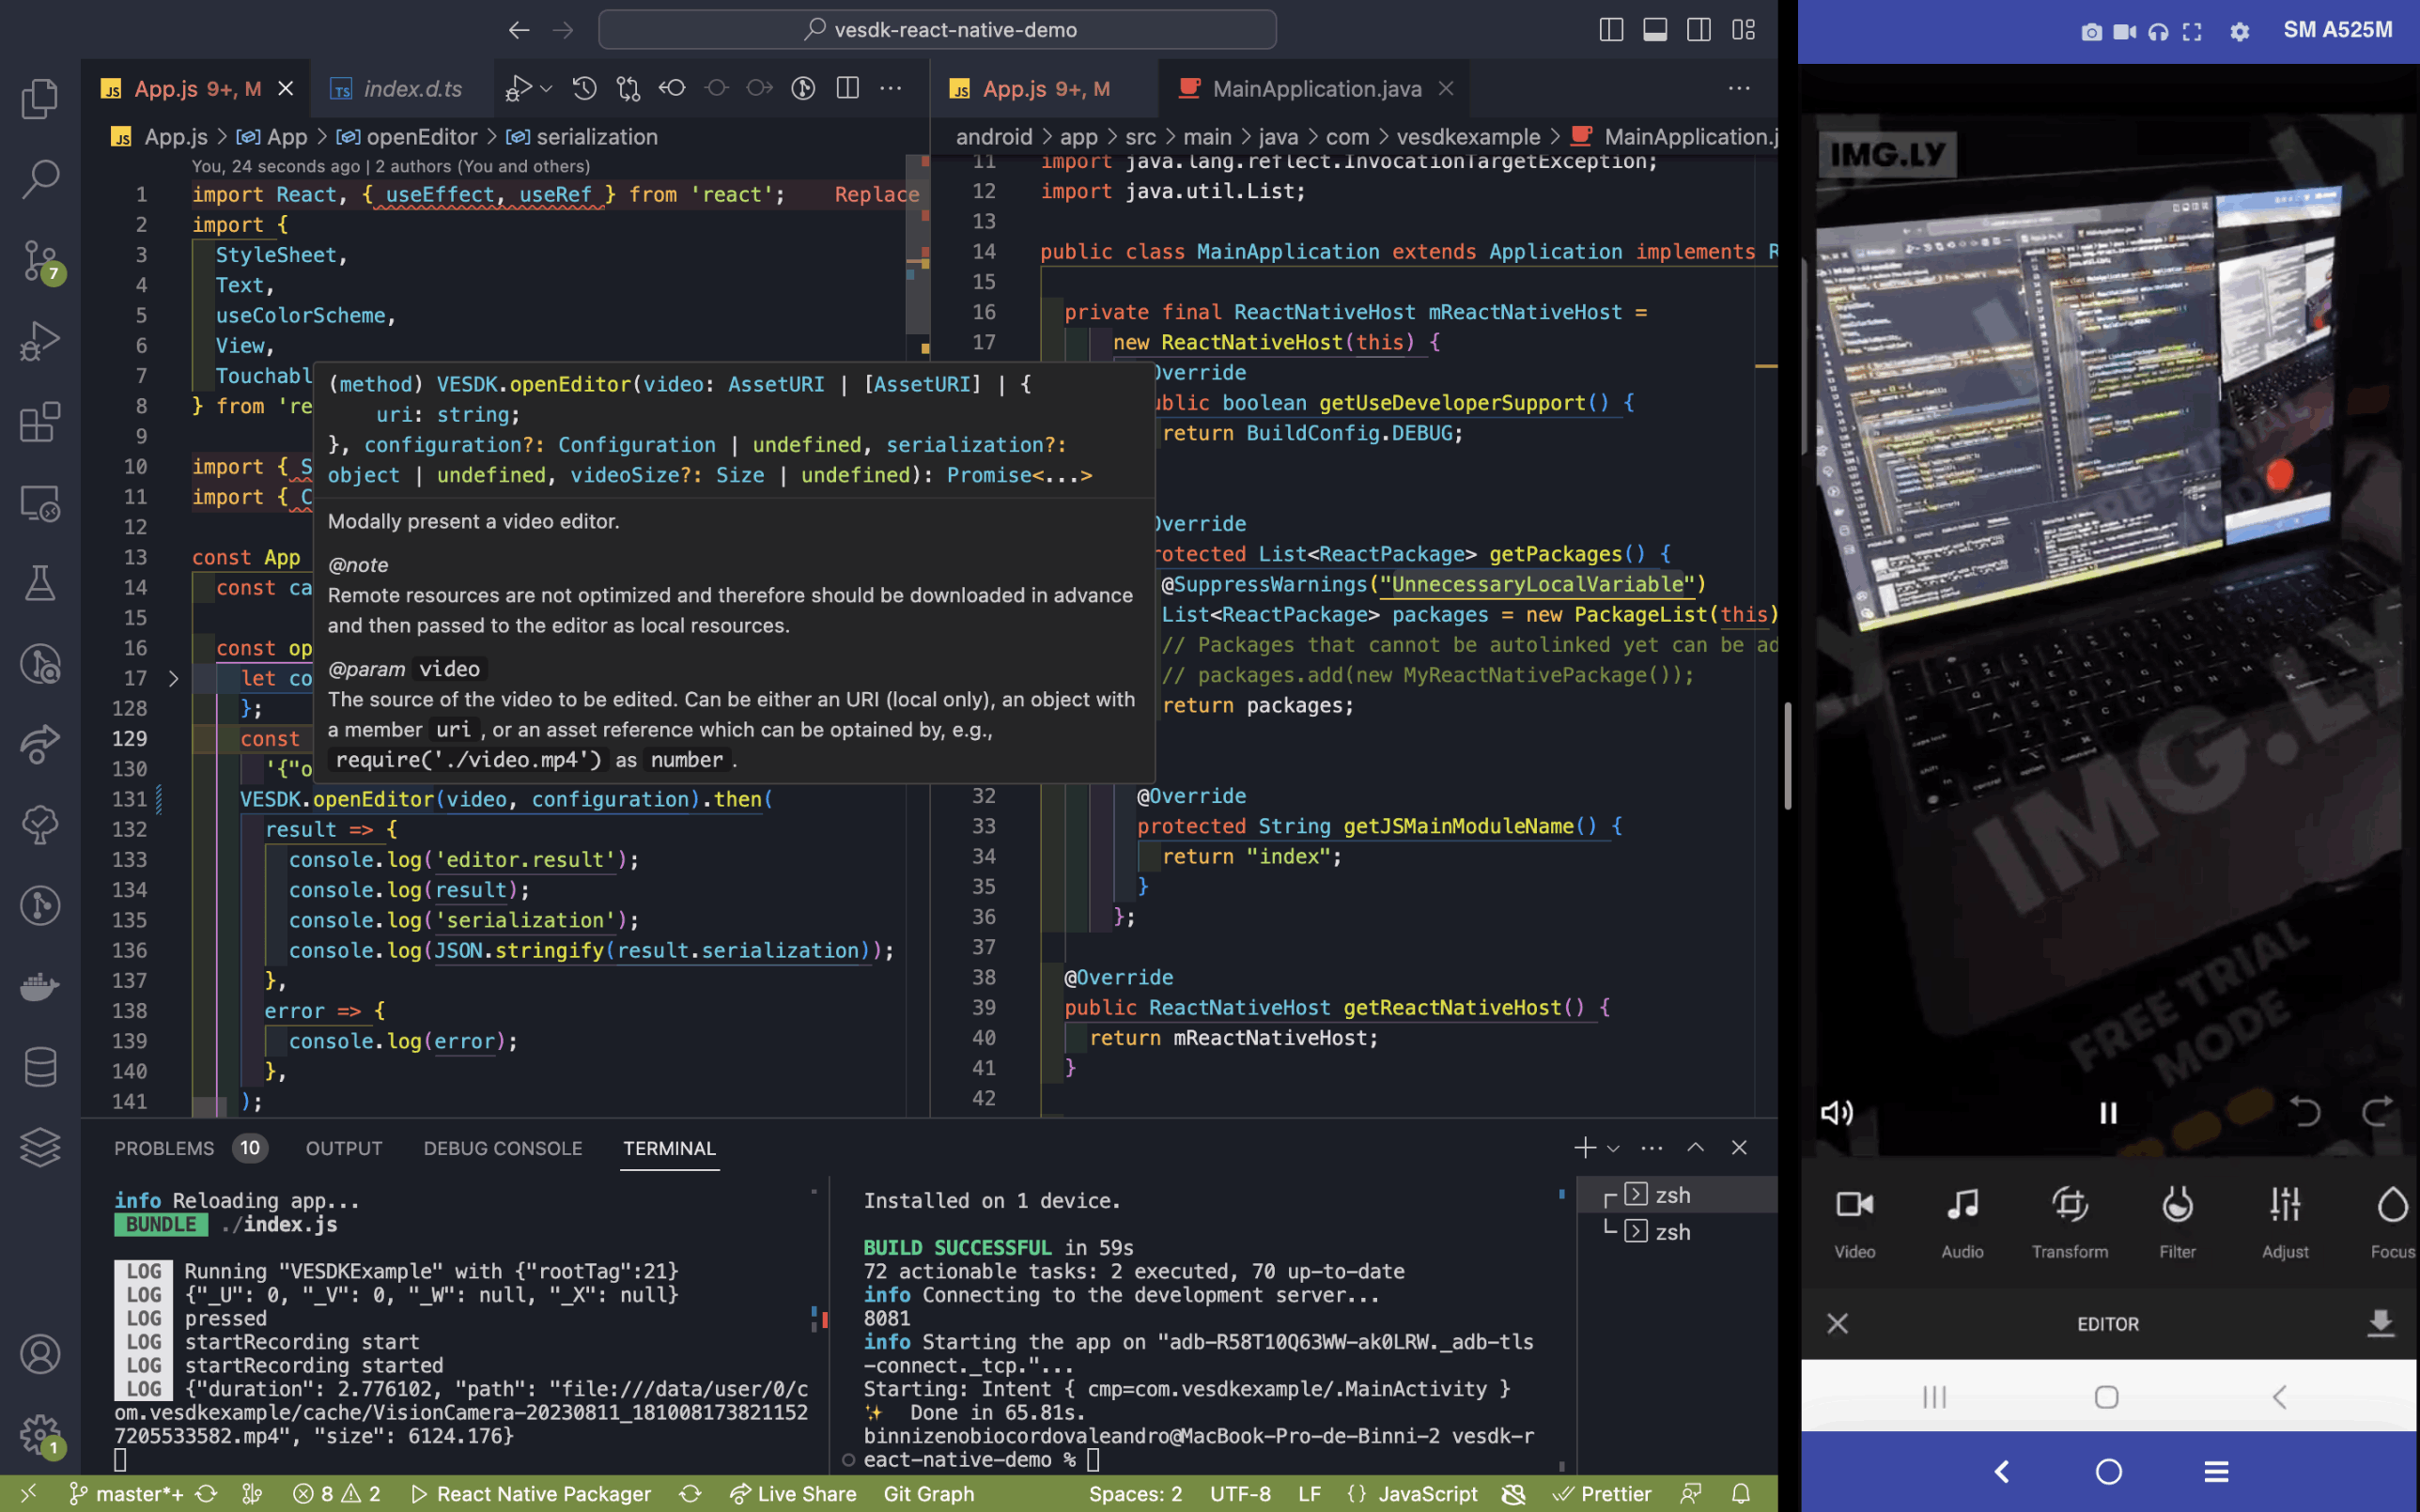 vesdk-react-native-demo
SM A525M
App.js 9+, M
index.d.ts
App.js 9+, M
MainApplication.java
App.js > App > openEditor > serialization
android > app > src > main > java > com > vesdkexample > MainApplication.j
You, 24 seconds ago | 2 authors (You and others)
1 import React, { useEffect, useRef } from 'react'; Replace
2 import {
3 StyleSheet,
4 Text,
5 useColorScheme,
6 View,
7 Touchabl
8 } from 're
9
10 import { S
11 import { C
12
13 const App
14 const ca
15
16 const op
17 let co
128 };
129 const
130 '{"o
131 VESDK.openEditor(video, configuration).then(
132 result => {
133 console.log('editor.result');
134 console.log(result);
135 console.log('serialization');
136 console.log(JSON.stringify(result.serialization));
137 },
138 error => {
139 console.log(error);
140 },
141 );
(method) VESDK.openEditor(video: AssetURI | [AssetURI] | {
uri: string;
}, configuration?: Configuration | undefined, serialization?:
object | undefined, videoSize?: Size | undefined): Promise<...>
Modally present a video editor.
@note
Remote resources are not optimized and therefore should be downloaded in advance
and then passed to the editor as local resources.
@param video
The source of the video to be edited. Can be either an URI (local only), an object with
a member uri , or an asset reference which can be optained by, e.g.,
require('./video.mp4') as number .
11 import java.lang.reflect.InvocationTargetException;
12 import java.util.List;
13
14 public class MainApplication extends Application implements R
15
16 private final ReactNativeHost mReactNativeHost =
17 new ReactNativeHost(this) {
Override
ublic boolean getUseDeveloperSupport() {
return BuildConfig.DEBUG;
Override
rotected List<ReactPackage> getPackages() {
@SuppressWarnings("UnnecessaryLocalVariable")
List<ReactPackage> packages = new PackageList(this)
// Packages that cannot be autolinked yet can be ad
// packages.add(new MyReactNativePackage());
return packages;
32 @Override
33 protected String getJSMainModuleName() {
34 return "index";
35 }
36 };
37
38 @Override
39 public ReactNativeHost getReactNativeHost() {
40 return mReactNativeHost;
41 }
42
PROBLEMS 10 OUTPUT DEBUG CONSOLE TERMINAL
info Reloading app...
BUNDLE ./index.js
LOG Running "VESDKExample" with {"rootTag":21}
LOG {"_U": 0, "_V": 0, "_W": null, "_X": null}
LOG pressed
LOG startRecording start
LOG startRecording started
LOG {"duration": 2.776102, "path": "file:///data/user/0/c
om.vesdkexample/cache/VisionCamera-20230811_181008173821152
7205533582.mp4", "size": 6124.176}
Installed on 1 device.
BUILD SUCCESSFUL in 59s
72 actionable tasks: 2 executed, 70 up-to-date
info Connecting to the development server...
8081
info Starting the app on "adb-R58T10Q63WW-ak0LRW._adb-tls
-connect._tcp."...
Starting: Intent { cmp=com.vesdkexample/.MainActivity }
✨ Done in 65.81s.
binnizenobiocordovaleandro@MacBook-Pro-de-Binni-2 vesdk-r
eact-native-demo %
zsh
zsh
7
1
master*+ 8 2 React Native Packager Live Share Git Graph
Spaces: 2 UTF-8 LF {} JavaScript Prettier
IMG.LY
FREE TRIAL
IMG.LY
FREE TRIAL
MODE
Video Audio Transform Filter Adjust Focus
EDITOR